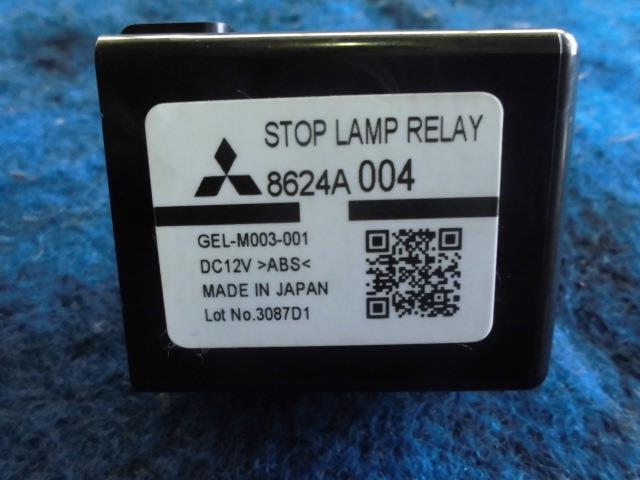 STOP LAMP RELAY
8624A 004
GEL-M003-001
DC12V >ABS<
MADE IN JAPAN
Lot No.3087D1